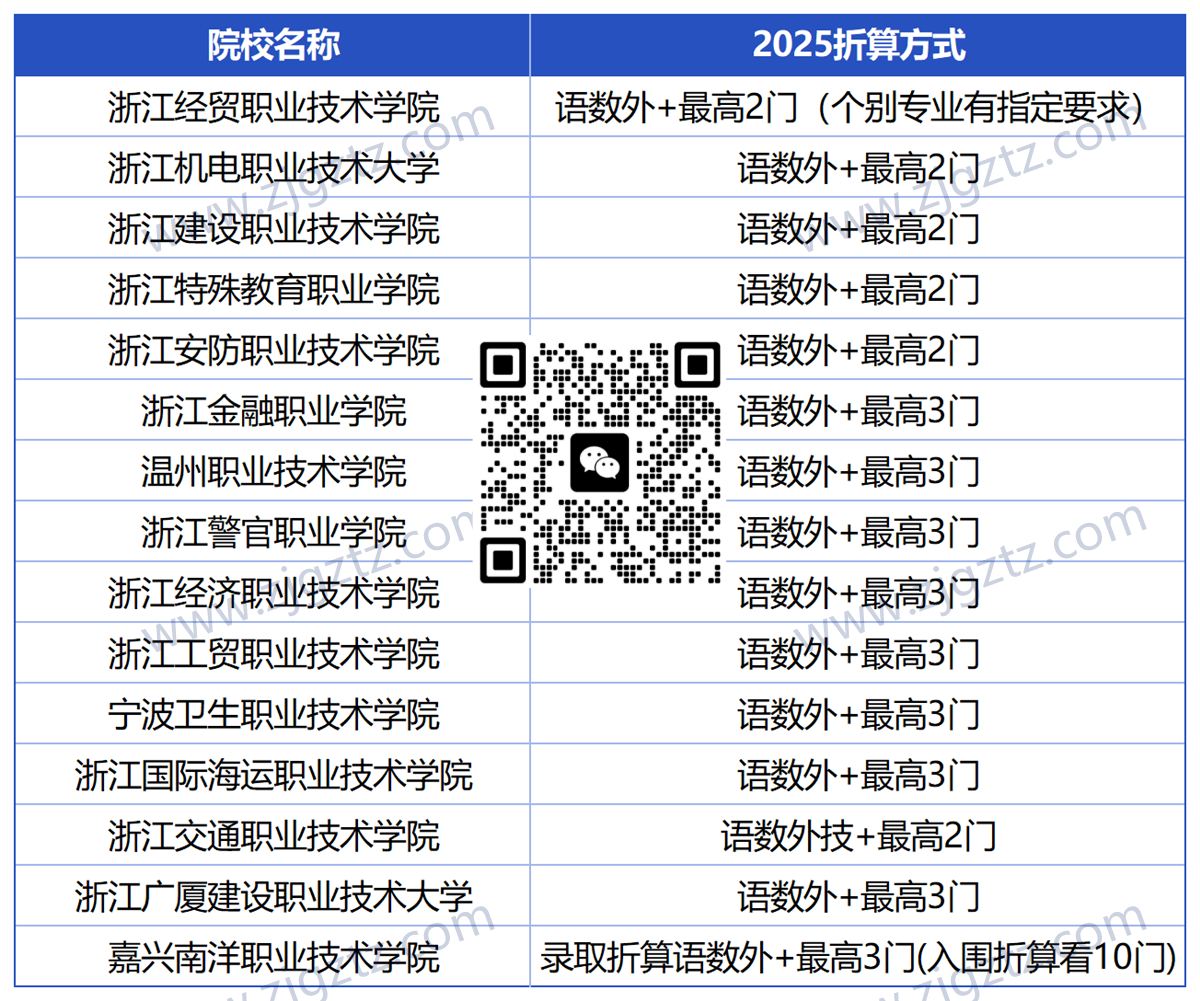 院校名称 2025折算方式
浙江经贸职业技术学院 语数外+最高2门（个别专业有指定要求）
浙江机电职业技术大学 语数外+最高2门
浙江建设职业技术学院 语数外+最高2门
浙江特殊教育职业学院 语数外+最高2门
浙江安防职业技术学院 语数外+最高2门
浙江金融职业学院 语数外+最高3门
温州职业技术学院 语数外+最高3门
浙江警官职业学院 语数外+最高3门
浙江经济职业技术学院 语数外+最高3门
浙江工贸职业技术学院 语数外+最高3门
宁波卫生职业技术学院 语数外+最高3门
浙江国际海运职业技术学院 语数外+最高3门
浙江交通职业技术学院 语数外技+最高2门
浙江广厦建设职业技术大学 语数外+最高3门
嘉兴南洋职业技术学院 录取折算语数外+最高3门(入围折算看10门)
www.zjgztz.com
www.zjgztz.com
www.zjgztz.com
www.zjgztz.com
www.zjgztz.com
www.zjgztz.com